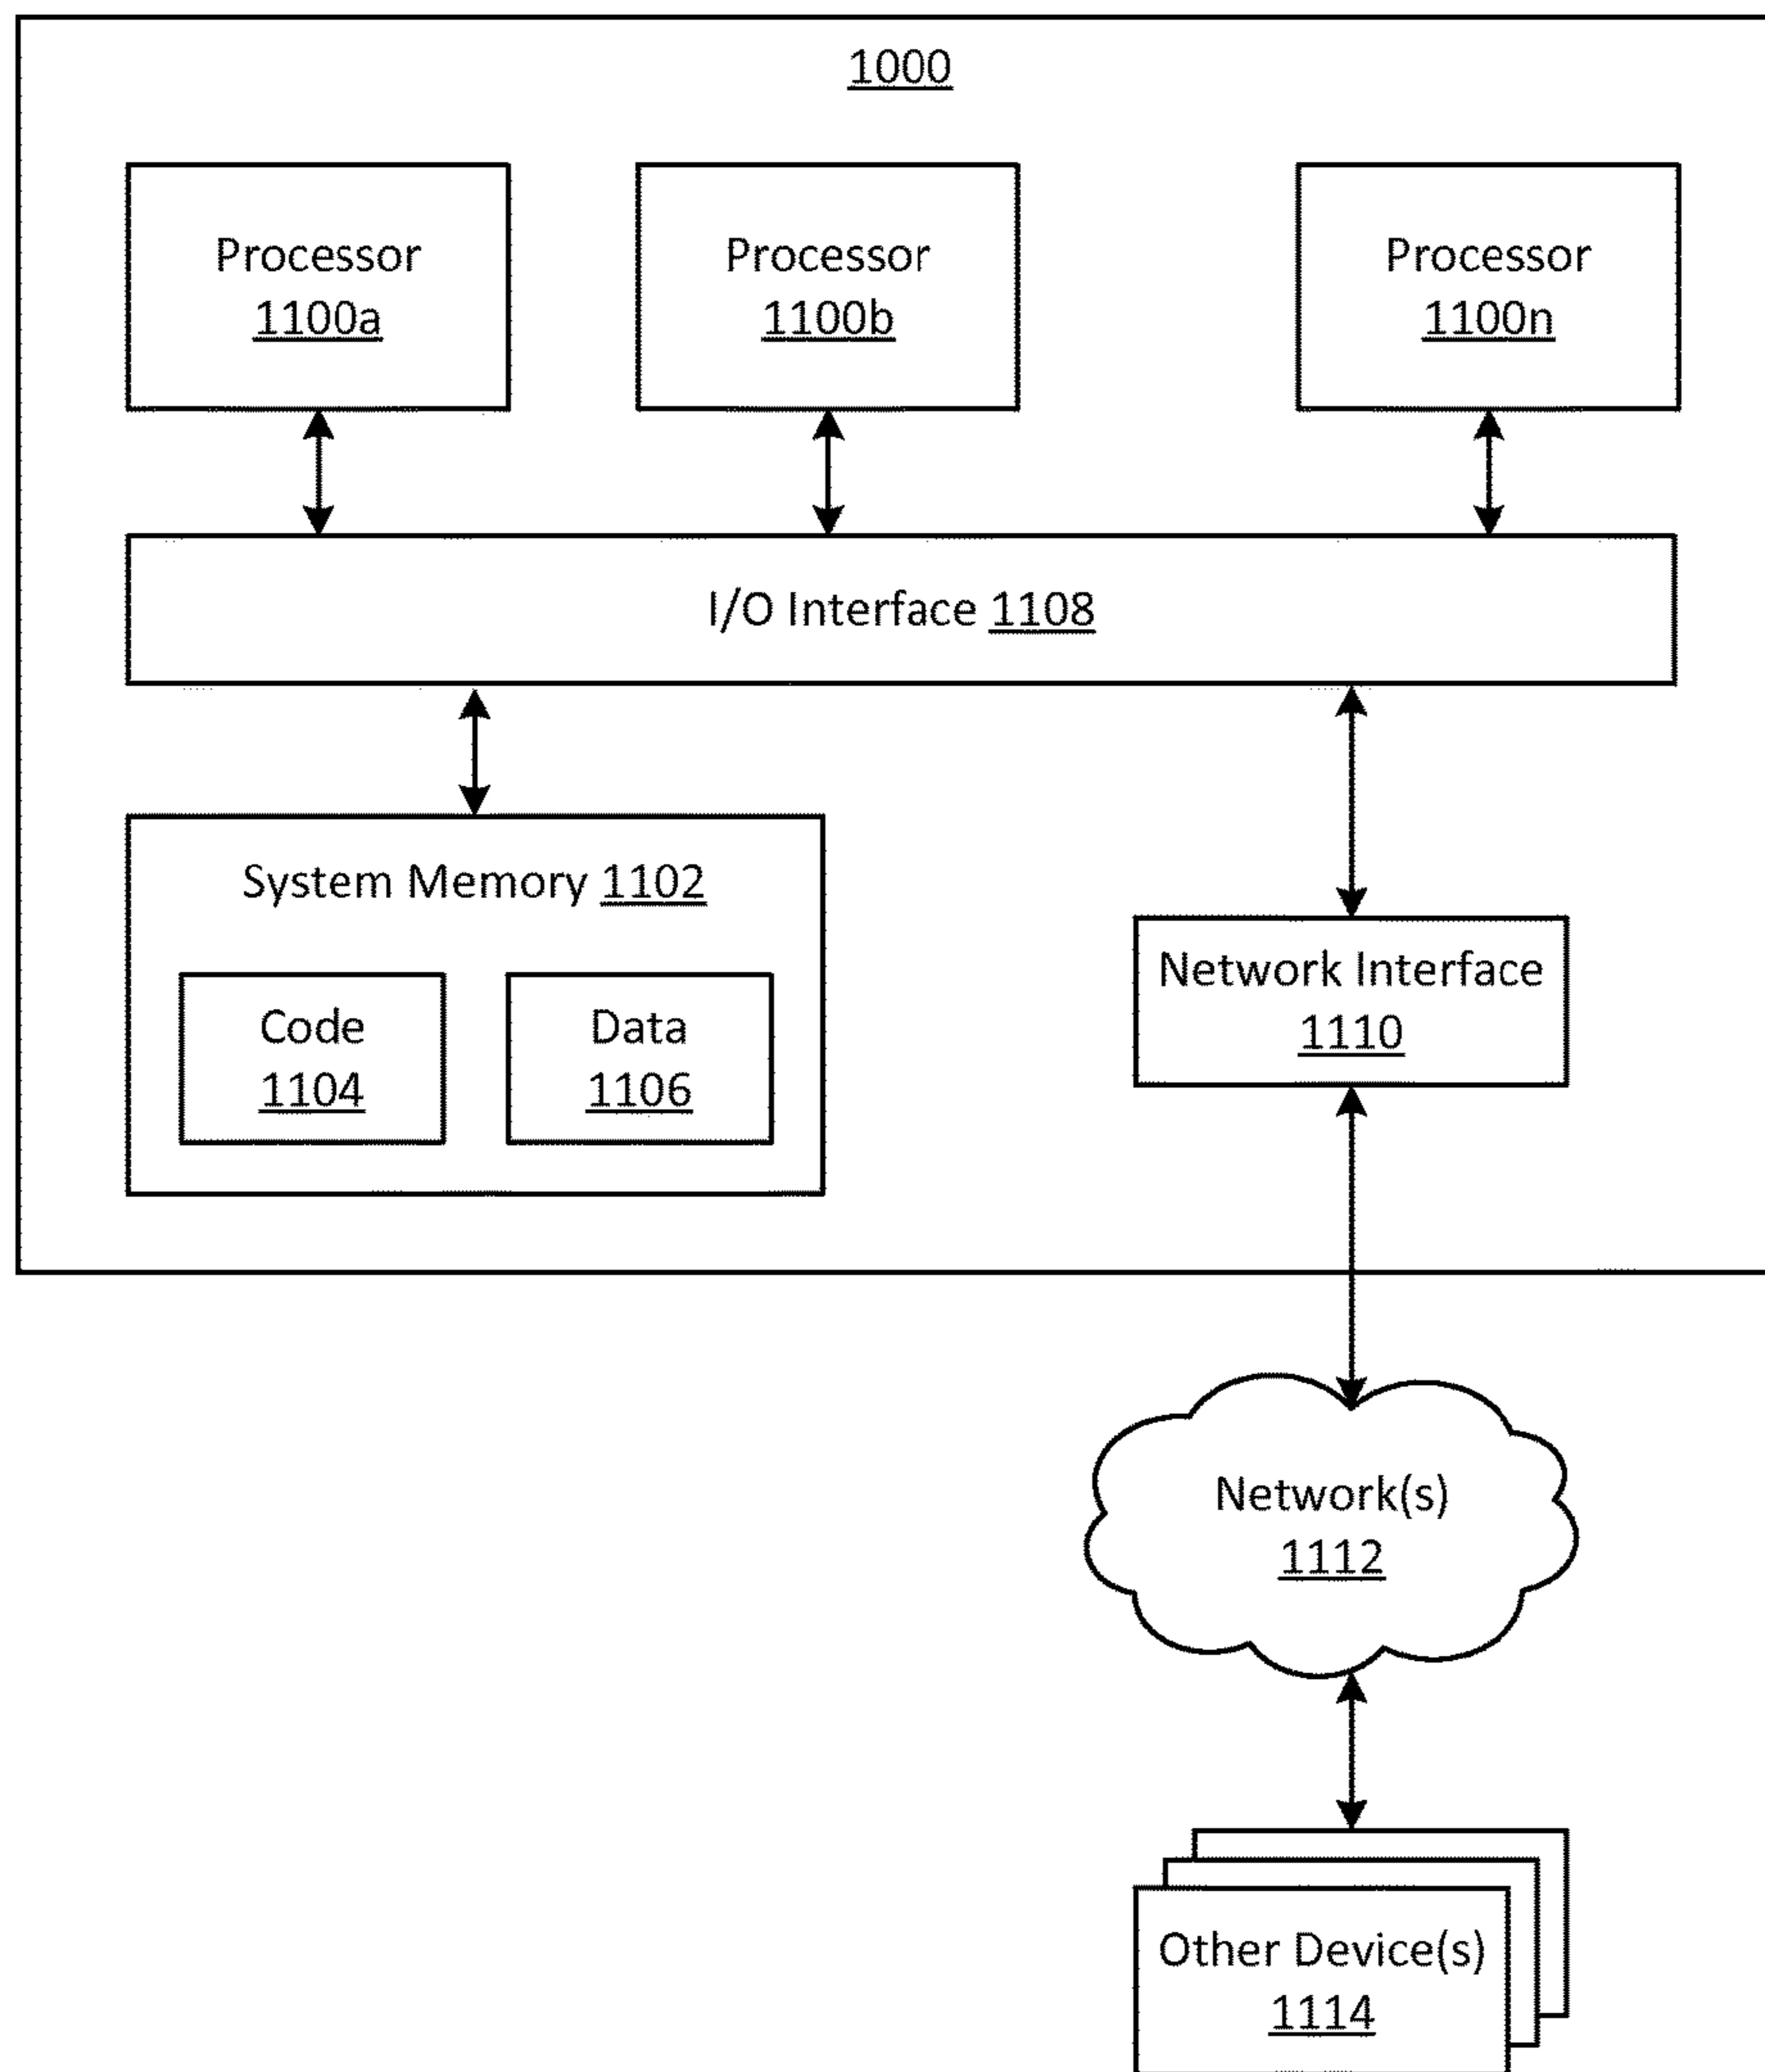 1000
Processor
1100a
Processor
1100b
Processor
1100n
I/O Interface 1108
System Memory 1102
Code
1104
Data
1106
Network Interface
1110
Network(s)
1112
Other Device(s)
1114